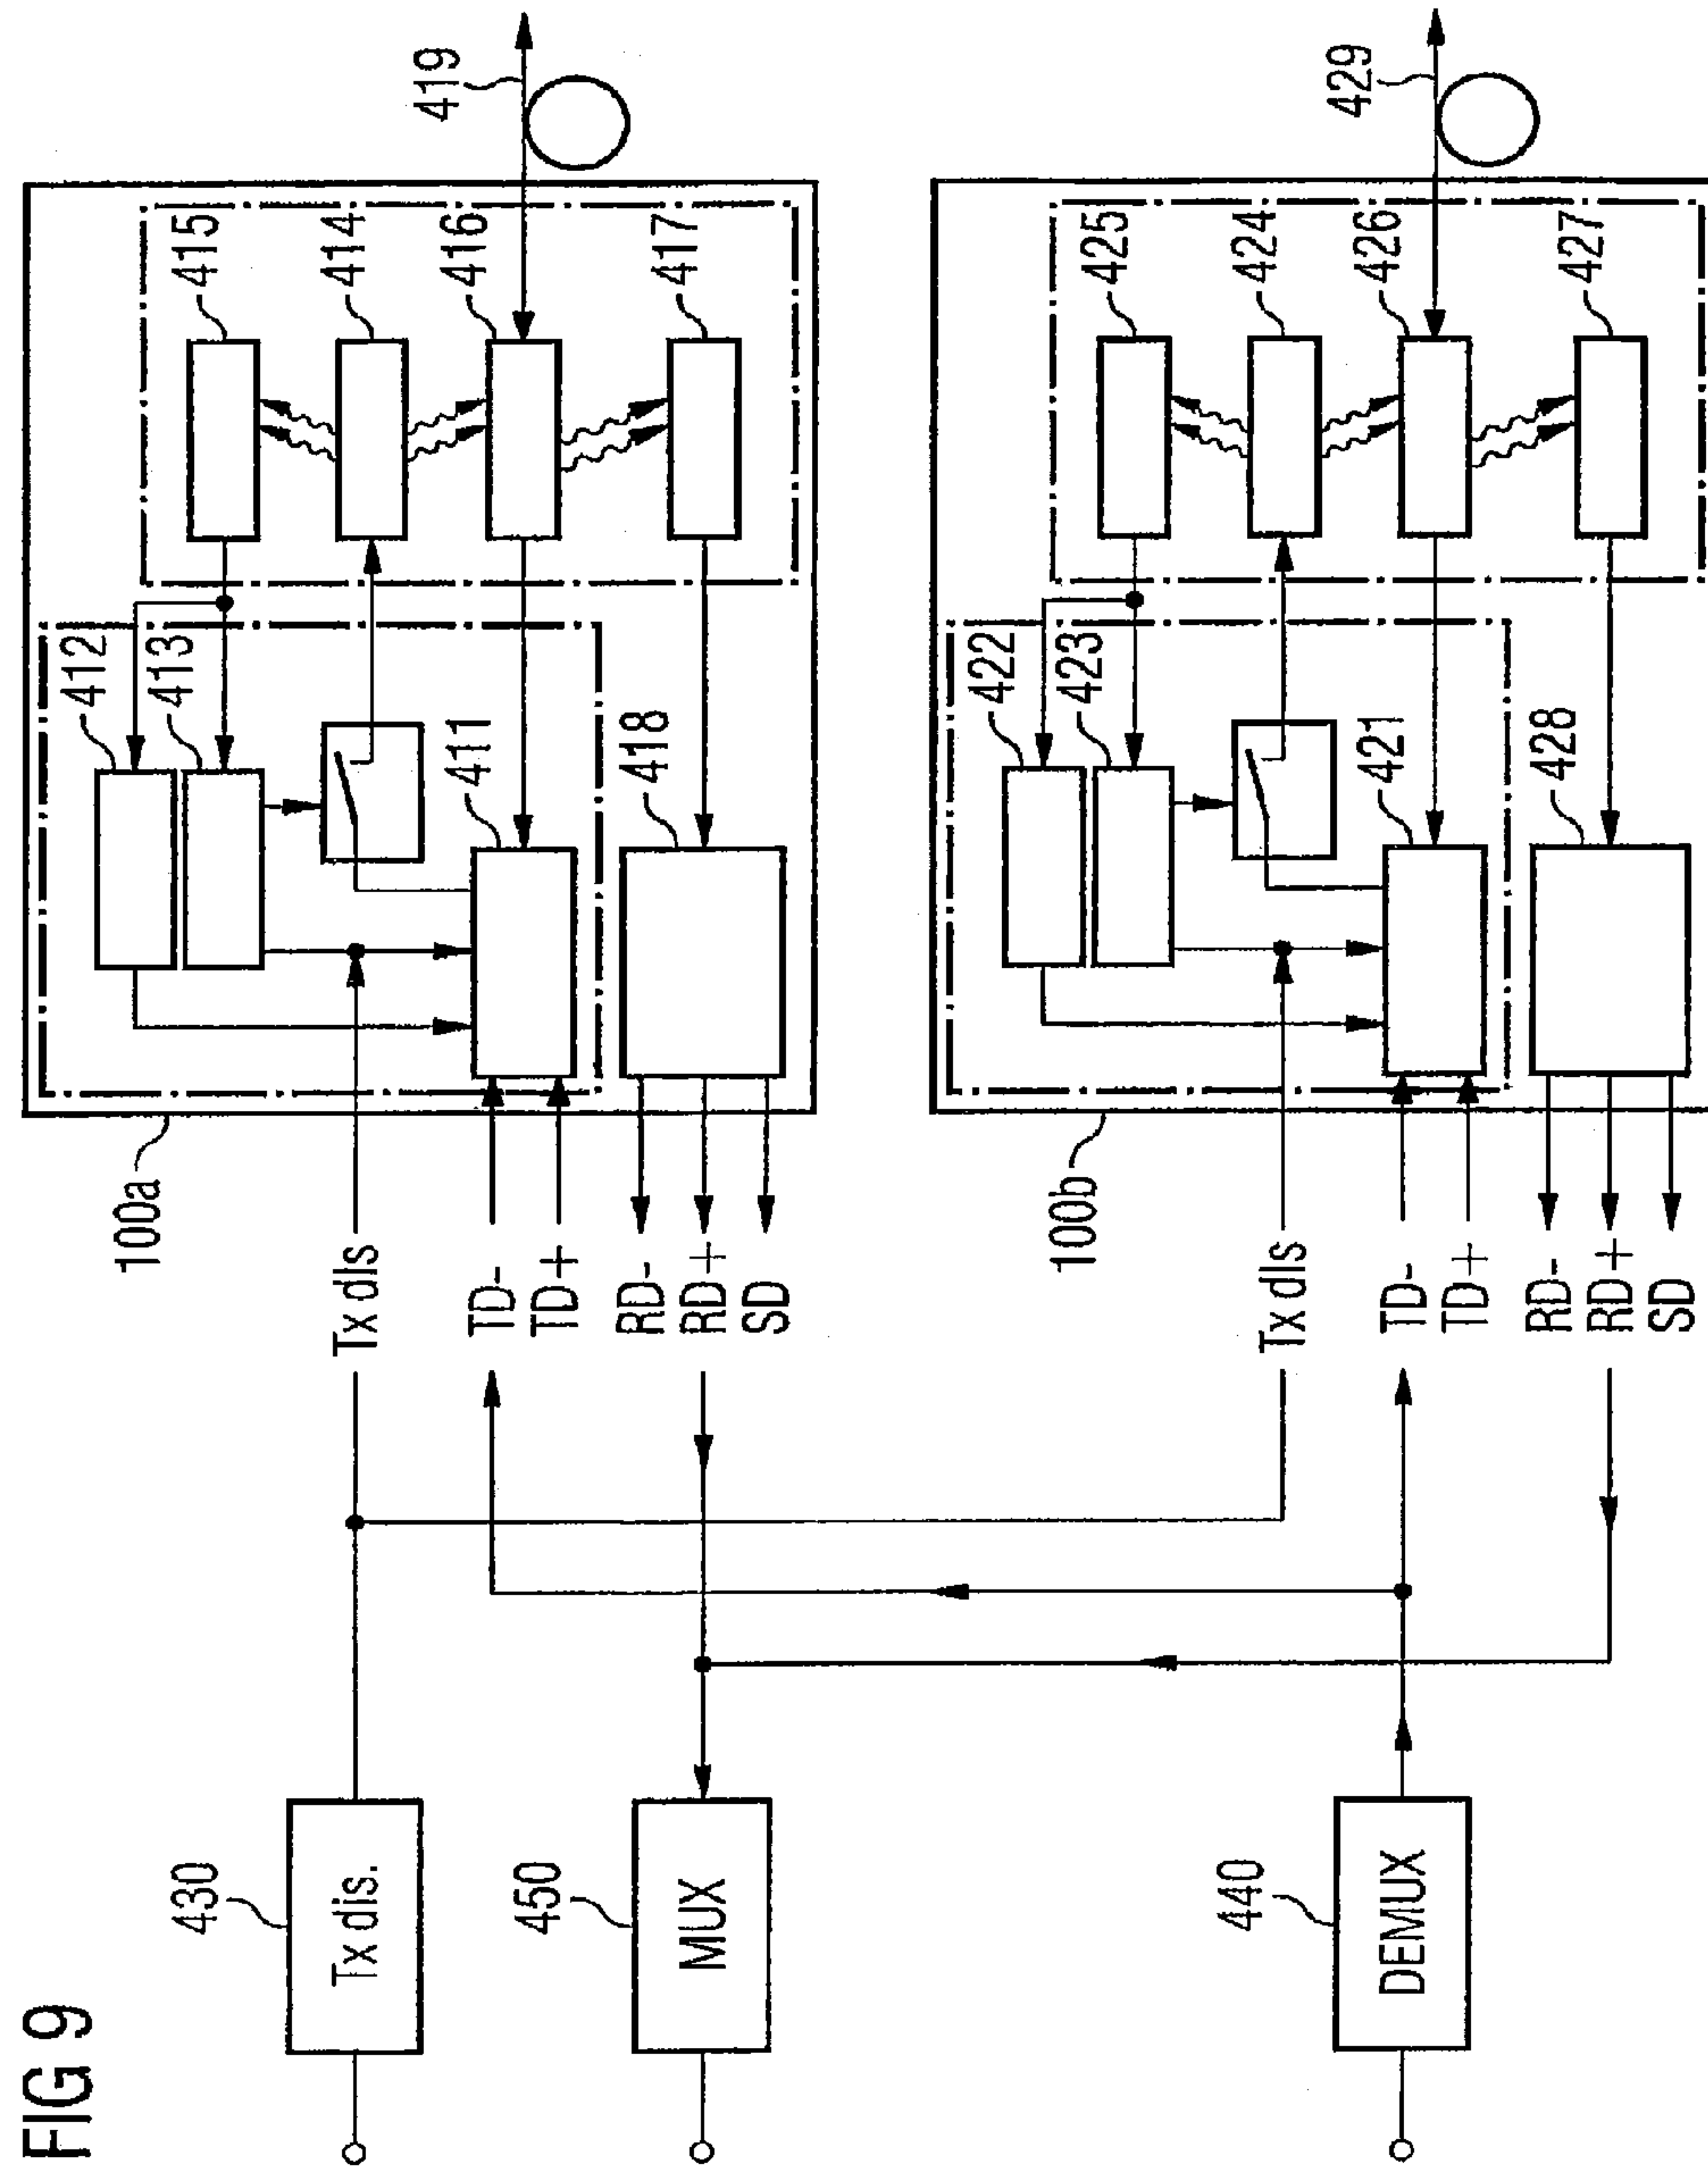 FIG 9
430
Tx dis.
450
MUX
440
DEMUX
100a
Tx dls
TD-
TD+
RD-
RD+
SD
412
413
411
418
415
414
416
417
419
100b
Tx dls
TD-
TD+
RD-
RD+
SD
422
423
421
428
425
424
426
427
429